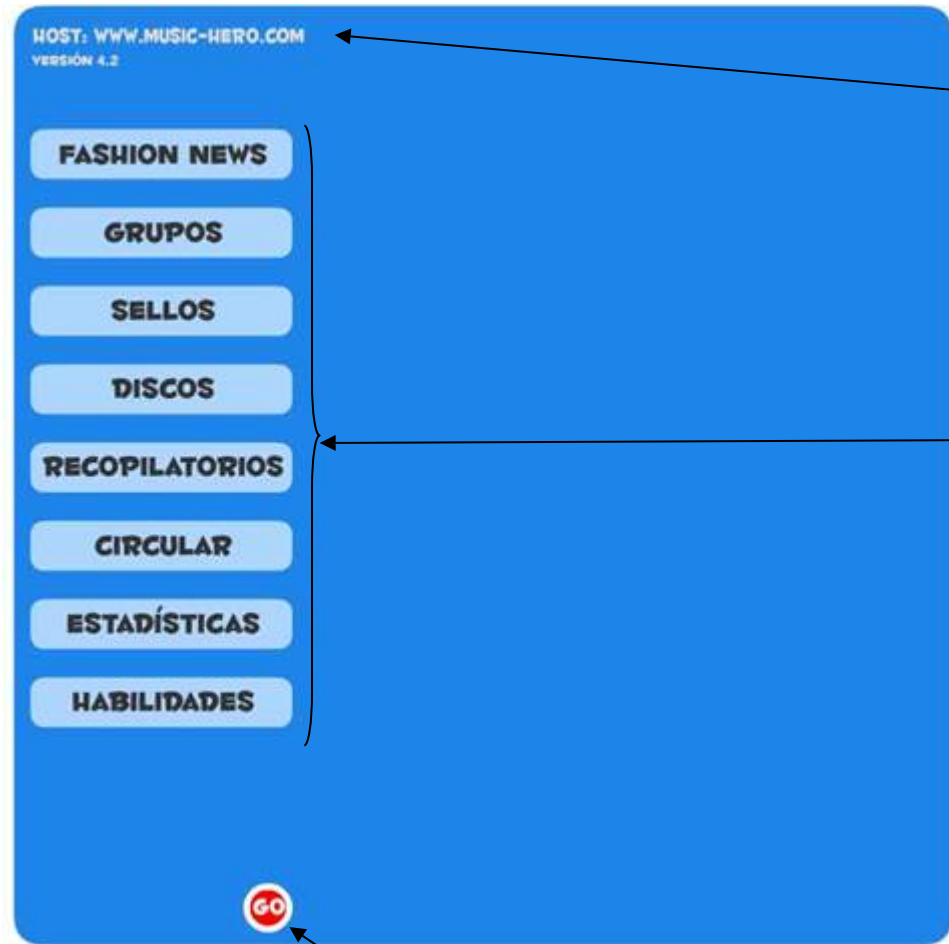 HOST: WWW.MUSIC-HERO.COM
VERSIÓN 4.2
FASHION NEWS
GRUPOS
SELLOS
DISCOS
RECOPILATORIOS
CIRCULAR
ESTADÍSTICAS
HABILIDADES
GO